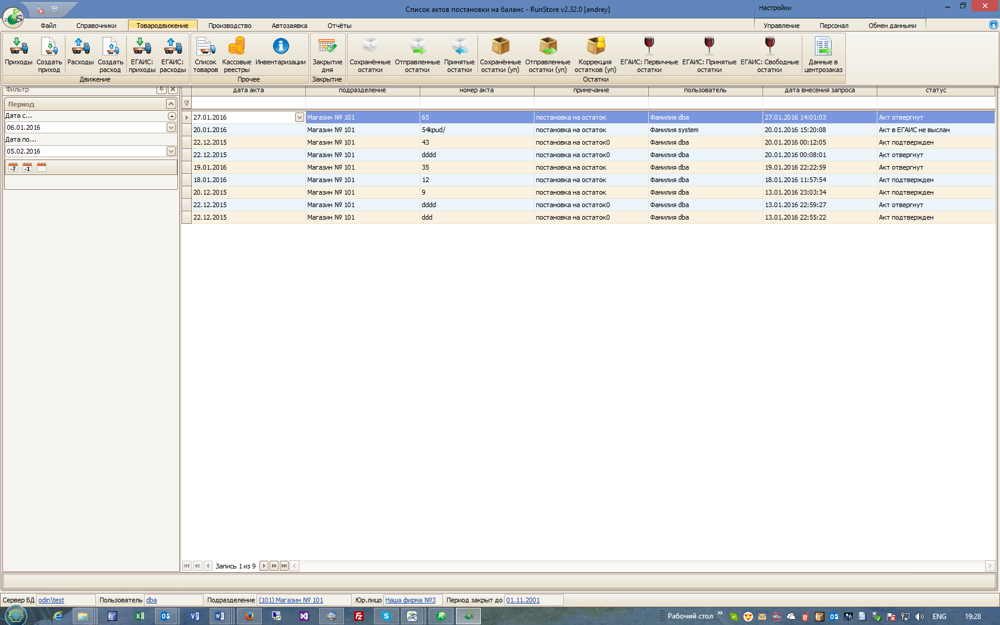 Список актов постановки на баланс - RunStore v2.32.0 [andrey]
Настройки
Файл Справочники Товародвижение Производство Автозаявка Отчёты Управление Персонал Обмен данными
Приходы Создать приход Расходы Создать расход ЕГАИС: приходы ЕГАИС: расходы Список товаров Кассовые реестры Инвентаризации Закрытие дня Сохранённые остатки Отправленные остатки Принятые остатки Сохранённые остатки (уп) Отправленные остатки (уп) Коррекция остатков (уп) ЕГАИС: Первичные остатки ЕГАИС: Принятые остатки ЕГАИС: Свободные остатки Данные в центрозаказ
Движение Прочее Закрытие Остатки
Фильтр
Период
Дата с...
06.01.2016
Дата по...
05.02.2016
-7 -1
дата акта подразделение номер акта примечание пользователь дата внесения запроса статус
27.01.2016 Магазин № 101 65 постановка на остаток Фамилия dba 27.01.2016 14:01:03 Акт отвергнут
20.01.2016 Магазин № 101 54kpud/ постановка на остаток Фамилия system 20.01.2016 15:20:08 Акт в ЕГАИС не выслан
22.12.2015 Магазин № 101 43 постановка на остаток0 Фамилия dba 20.01.2016 00:12:05 Акт подтвержден
22.12.2015 Магазин № 101 dddd постановка на остаток0 Фамилия dba 20.01.2016 00:08:01 Акт отвергнут
19.01.2016 Магазин № 101 35 постановка на остаток Фамилия dba 19.01.2016 22:22:59 Акт отвергнут
18.01.2016 Магазин № 101 12 постановка на остаток Фамилия dba 18.01.2016 11:57:54 Акт подтвержден
20.12.2015 Магазин № 101 9 постановка на остаток Фамилия dba 13.01.2016 23:03:34 Акт подтвержден
22.12.2015 Магазин № 101 dddd постановка на остаток0 Фамилия dba 13.01.2016 22:59:27 Акт отвергнут
22.12.2015 Магазин № 101 ddd постановка на остаток0 Фамилия dba 13.01.2016 22:55:22 Акт подтвержден
Запись 1 из 9
Сервер БД odin\test Пользователь dba Подразделение (101) Магазин № 101 Юр.лицо Наша фирма №3 Период закрыт до 01.11.2001
Рабочий стол » ENG 19:28